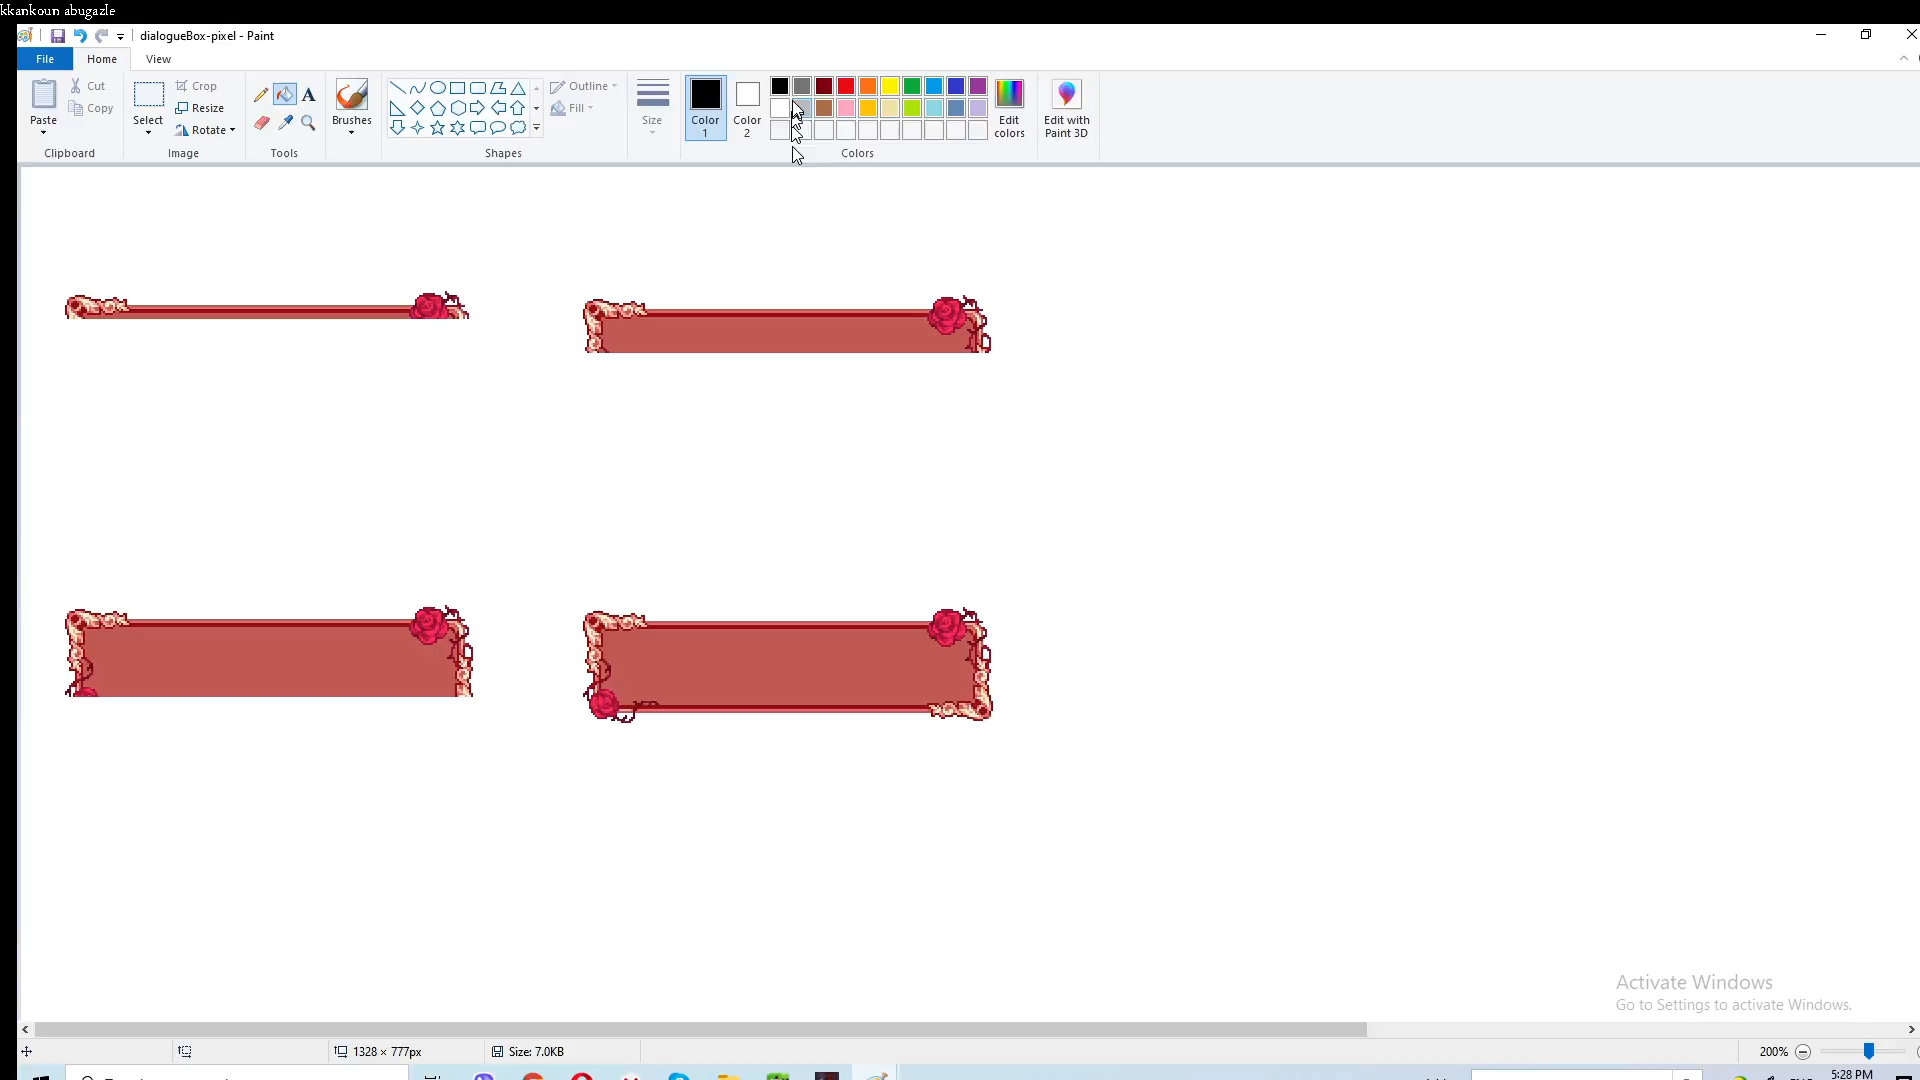 kkankoun abugazle
dialogueBox-pixel - Paint
File Home View
Paste
Cut
Copy
Clipboard
Select
Crop
Resize
Rotate
Image
A
Tools
Brushes
Shapes
Outline
Fill
Size
Color
1
Color
2
Colors
Edit
colors
Edit with
Paint 3D
Activate Windows
Go to Settings to activate Windows.
1328 × 777px
Size: 7.0KB
200%
5:28 PM